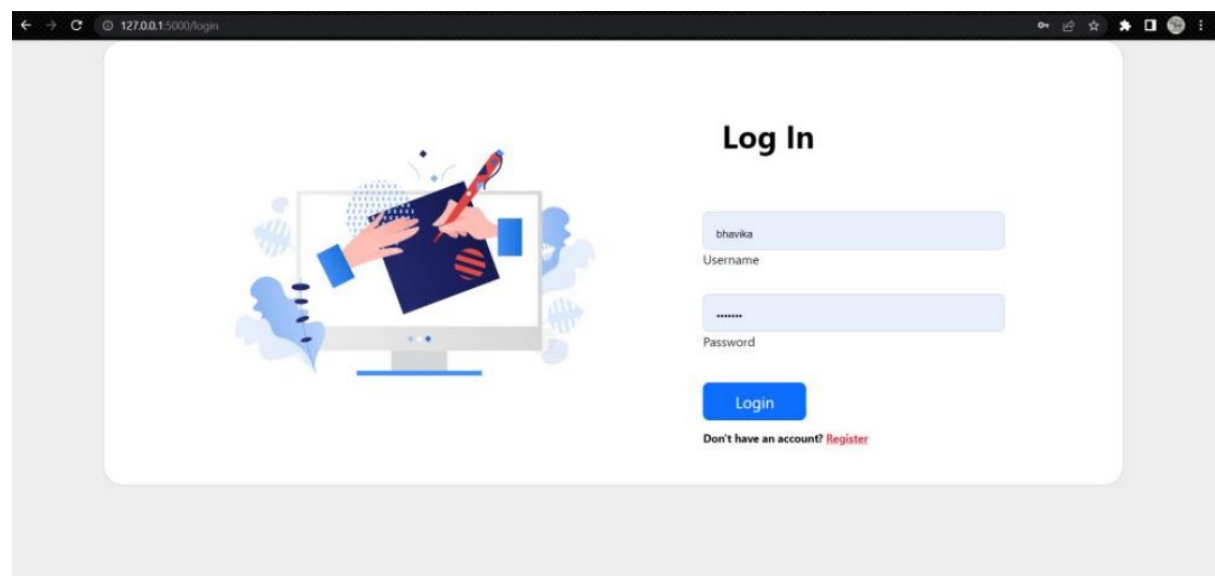 127.0.0.1:5000/login
Log In
bhavika
Username
•••••••
Password
Login
Don't have an account? Register